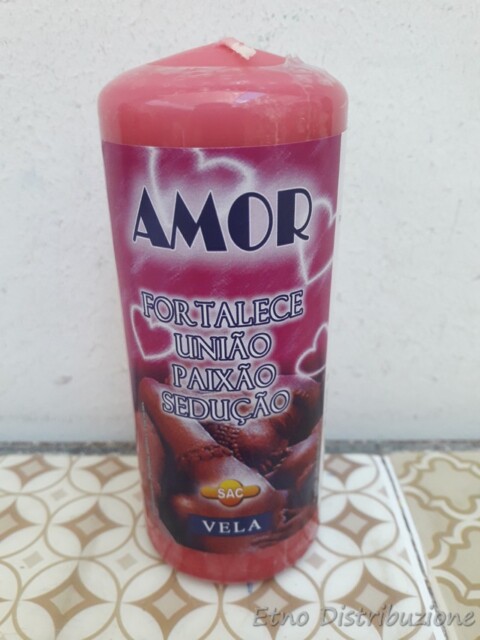 AMOR
FORTALECE
UNIÃO
PAIXÃO
SEDUÇÃO
SAC
VELA
Etno Distribuzione